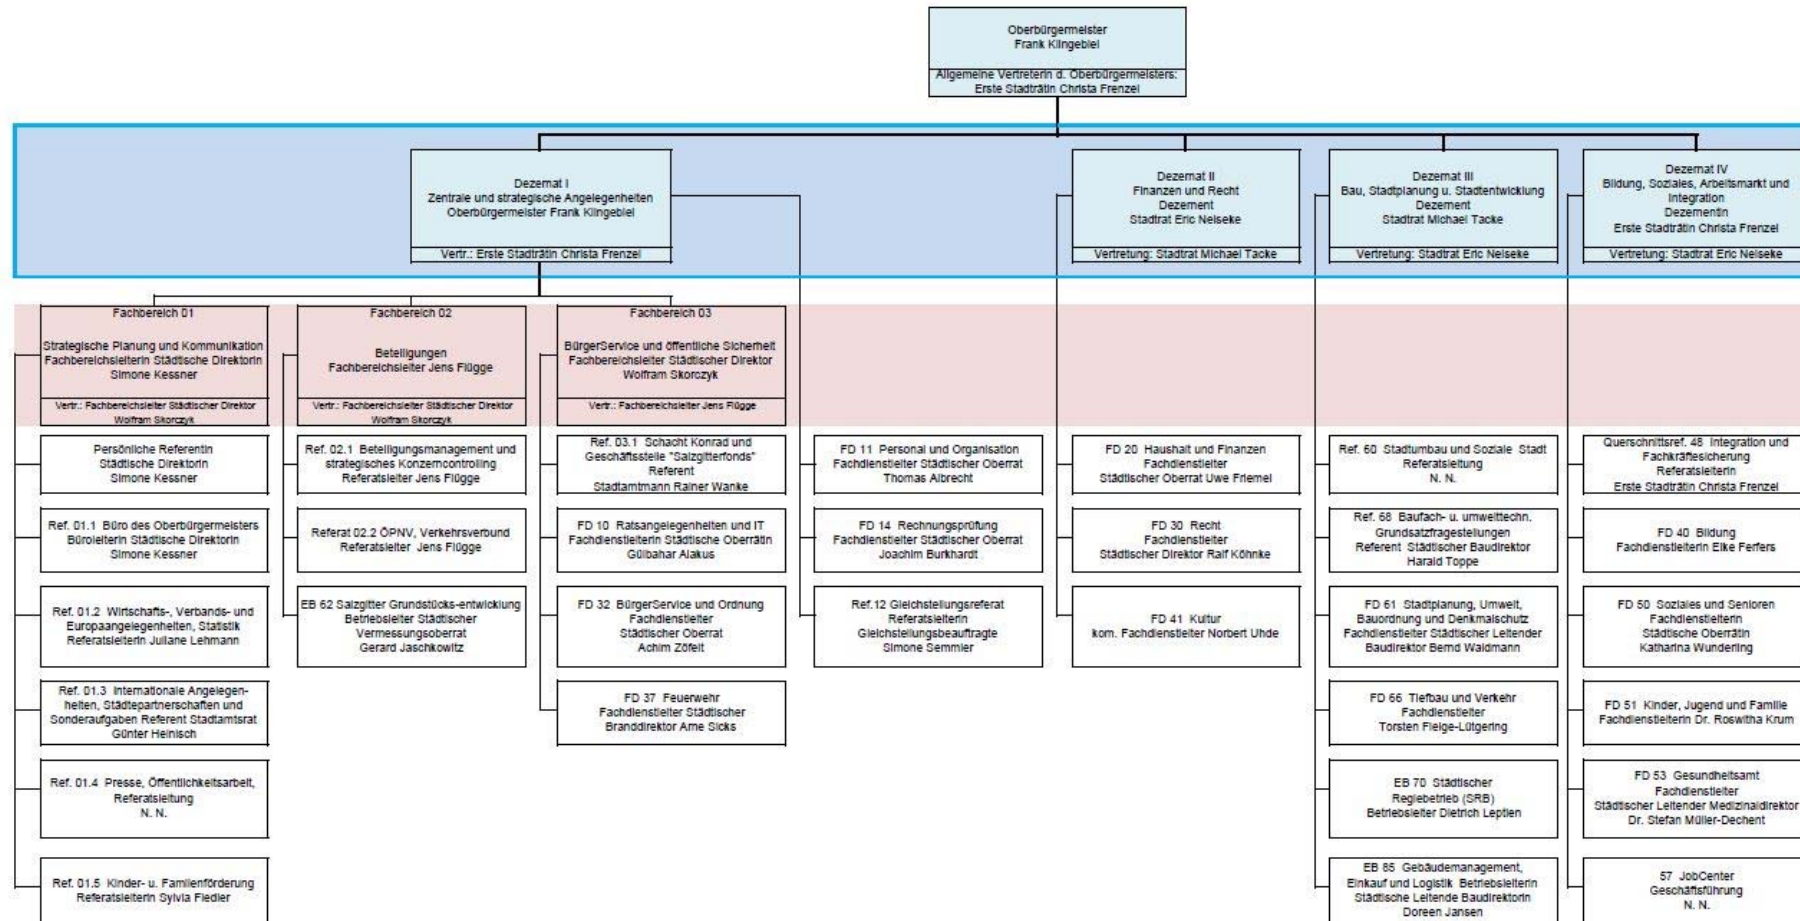 Oberbürgermeister
Frank Klingebiel
Allgemeine Vertreterin d. Oberbürgermeisters:
Erste Stadträtin Christa Frenzel
Dezernat I
Zentrale und strategische Angelegenheiten
Oberbürgermeister Frank Klingebiel
Vertr.: Erste Stadträtin Christa Frenzel
Dezernat II
Finanzen und Recht
Dezernent
Stadtrat Eric Neiseke
Vertretung: Stadtrat Michael Tacke
Dezernat III
Bau, Stadtplanung u. Stadtentwicklung
Dezernent
Stadtrat Michael Tacke
Vertretung: Stadtrat Eric Neiseke
Dezernat IV
Bildung, Soziales, Arbeitsmarkt und
Integration
Dezernentin
Erste Stadträtin Christa Frenzel
Vertretung: Stadtrat Eric Neiseke
Fachbereich 01
Strategische Planung und Kommunikation
Fachbereichsleiterin Städtische Direktorin
Simone Kessner
Vertr.: Fachbereichsleiter Städtischer Direktor
Wolfram Skorczyk
Fachbereich 02
Beteiligungen
Fachbereichsleiter Jens Flügge
Vertr.: Fachbereichsleiter Städtischer Direktor
Wolfram Skorczyk
Fachbereich 03
BürgerService und öffentliche Sicherheit
Fachbereichsleiter Städtischer Direktor
Wolfram Skorczyk
Vertr.: Fachbereichsleiter Jens Flügge
Persönliche Referentin
Städtische Direktorin
Simone Kessner
Ref. 01.1 Büro des Oberbürgermeisters
Büroleiterin Städtische Direktorin
Simone Kessner
Ref. 01.2 Wirtschafts-, Verbands- und
Europaangelegenheiten, Statistik
Referatsleiterin Juliane Lehmann
Ref. 01.3 Internationale Angelegen-
heiten, Städtepartnerschaften und
Sonderaufgaben Referent Stadtamtsrat
Günter Heinisch
Ref. 01.4 Presse, Öffentlichkeitsarbeit,
Referatsleitung
N. N.
Ref. 01.5 Kinder- u. Familenförderung
Referatsleiterin Sylvia Fiedler
Ref. 02.1 Beteiligungsmanagement und
strategisches Konzerncontrolling
Referatsleiter Jens Flügge
Referat 02.2 ÖPNV, Verkehrsverbund
Referatsleiter Jens Flügge
EB 62 Salzgitter Grundstücks-entwicklung
Betriebsleiter Städtischer
Vermessungsoberrat
Gerard Jaschkowitz
Ref. 03.1 Schacht Konrad und
Geschäftsstelle "Salzgitterfonds"
Referent
Stadtamtmann Rainer Wanke
FD 10 Ratsangelegenheiten und IT
Fachdienstleiterin Städtische Oberrätin
Gülbahar Alakus
FD 32 BürgerService und Ordnung
Fachdienstleiter
Städtischer Oberrat
Achim Zöfelt
FD 37 Feuerwehr
Fachdienstleiter Städtischer
Branddirektor Arne Sicks
FD 11 Personal und Organisation
Fachdienstleiter Städtischer Oberrat
Thomas Albrecht
FD 14 Rechnungsprüfung
Fachdienstleiter Städtischer Oberrat
Joachim Burkhardt
Ref.12 Gleichstellungsreferat
Referatsleiterin
Gleichstellungsbeauftragte
Simone Semmler
FD 20 Haushalt und Finanzen
Fachdienstleiter
Städtischer Oberrat Uwe Friemel
FD 30 Recht
Fachdienstleiter
Städtischer Direktor Ralf Köhnke
FD 41 Kultur
kom. Fachdienstleiter Norbert Uhde
Ref. 60 Stadtumbau und Soziale Stadt
Referatsleitung
N. N.
Ref. 68 Baufach- u. umwelttechn.
Grundsatzfragestellungen
Referent Städtischer Baudirektor
Harald Toppe
FD 61 Stadtplanung, Umwelt,
Bauordnung und Denkmalschutz
Fachdienstleiter Städtischer Leitender
Baudirektor Bernd Waldmann
FD 66 Tiefbau und Verkehr
Fachdienstleiter
Torsten Fleige-Lütgering
EB 70 Städtischer
Regiebetrieb (SRB)
Betriebsleiter Dietrich Leptien
EB 85 Gebäudemanagement,
Einkauf und Logistik Betriebsleiterin
Städtische Leitende Baudirektorin
Doreen Jansen
Querschnittsref. 48 Integration und
Fachkräftesicherung
Referatsleiterin
Erste Stadträtin Christa Frenzel
FD 40 Bildung
Fachdienstleiterin Elke Ferfers
FD 50 Soziales und Senioren
Fachdienstleiterin
Städtische Oberrätin
Katharina Wunderling
FD 51 Kinder, Jugend und Familie
Fachdienstleiterin Dr. Roswitha Krum
FD 53 Gesundheitsamt
Fachdienstleiter
Städtischer Leitender Medizinaldirektor
Dr. Stefan Müller-Dechent
57 JobCenter
Geschäftsführung
N. N.